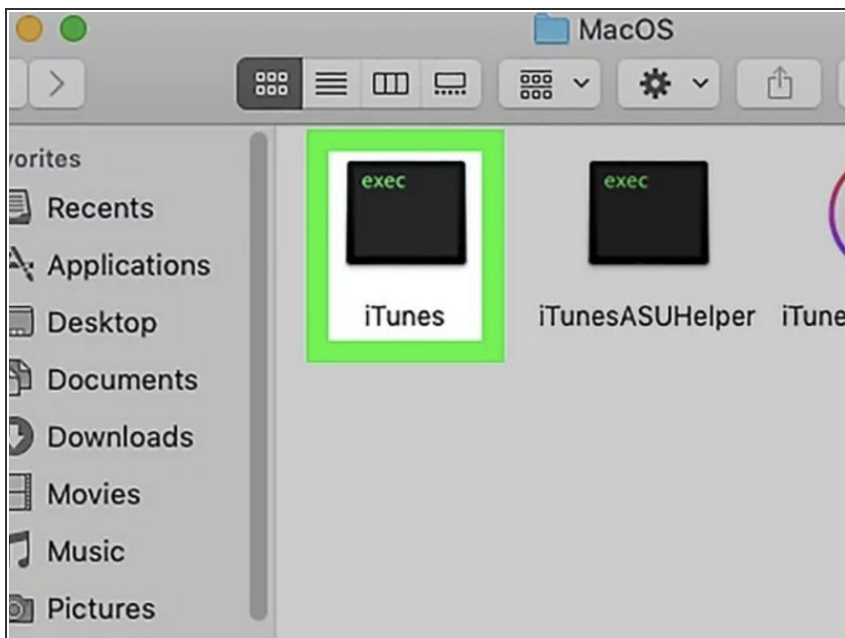 MacOS
vorites
Recents
Applications
Desktop
Documents
Downloads
Movies
Music
Pictures
exec
iTunes
exec
iTunesASUHelper
iTune